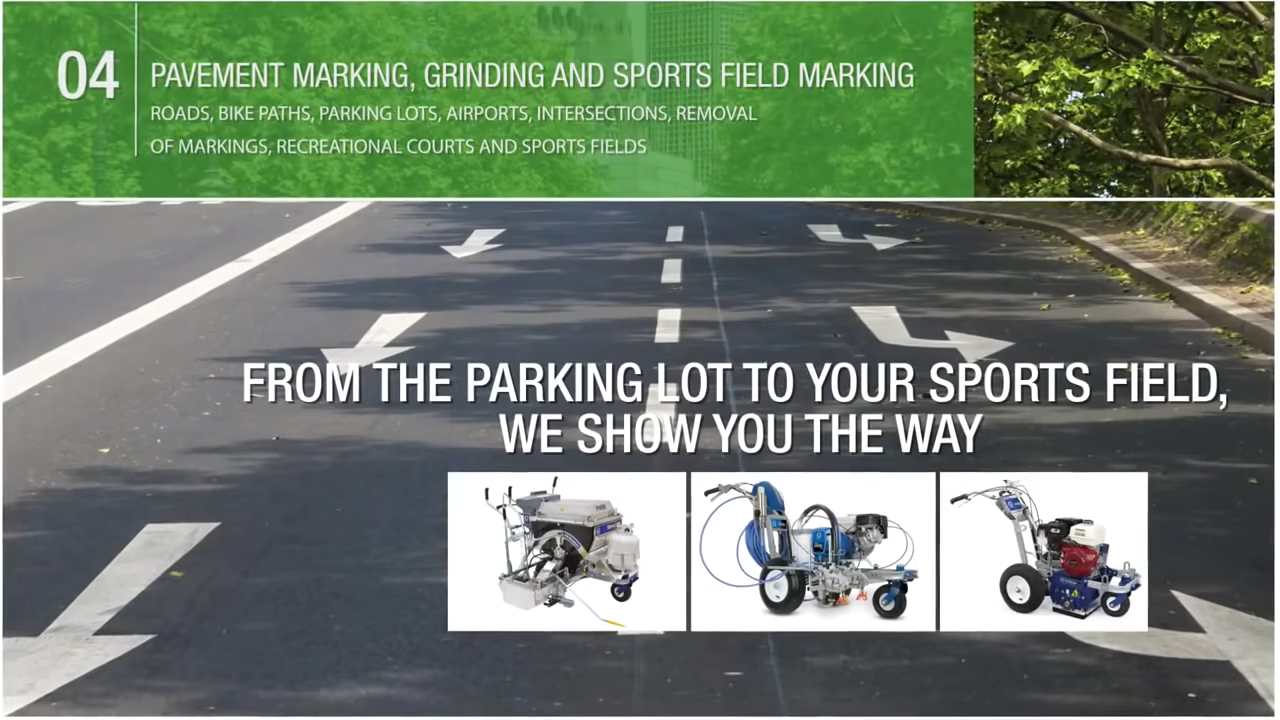 04
PAVEMENT MARKING, GRINDING AND SPORTS FIELD MARKING
ROADS, BIKE PATHS, PARKING LOTS, AIRPORTS, INTERSECTIONS, REMOVAL
OF MARKINGS, RECREATIONAL COURTS AND SPORTS FIELDS
FROM THE PARKING LOT TO YOUR SPORTS FIELD,
WE SHOW YOU THE WAY